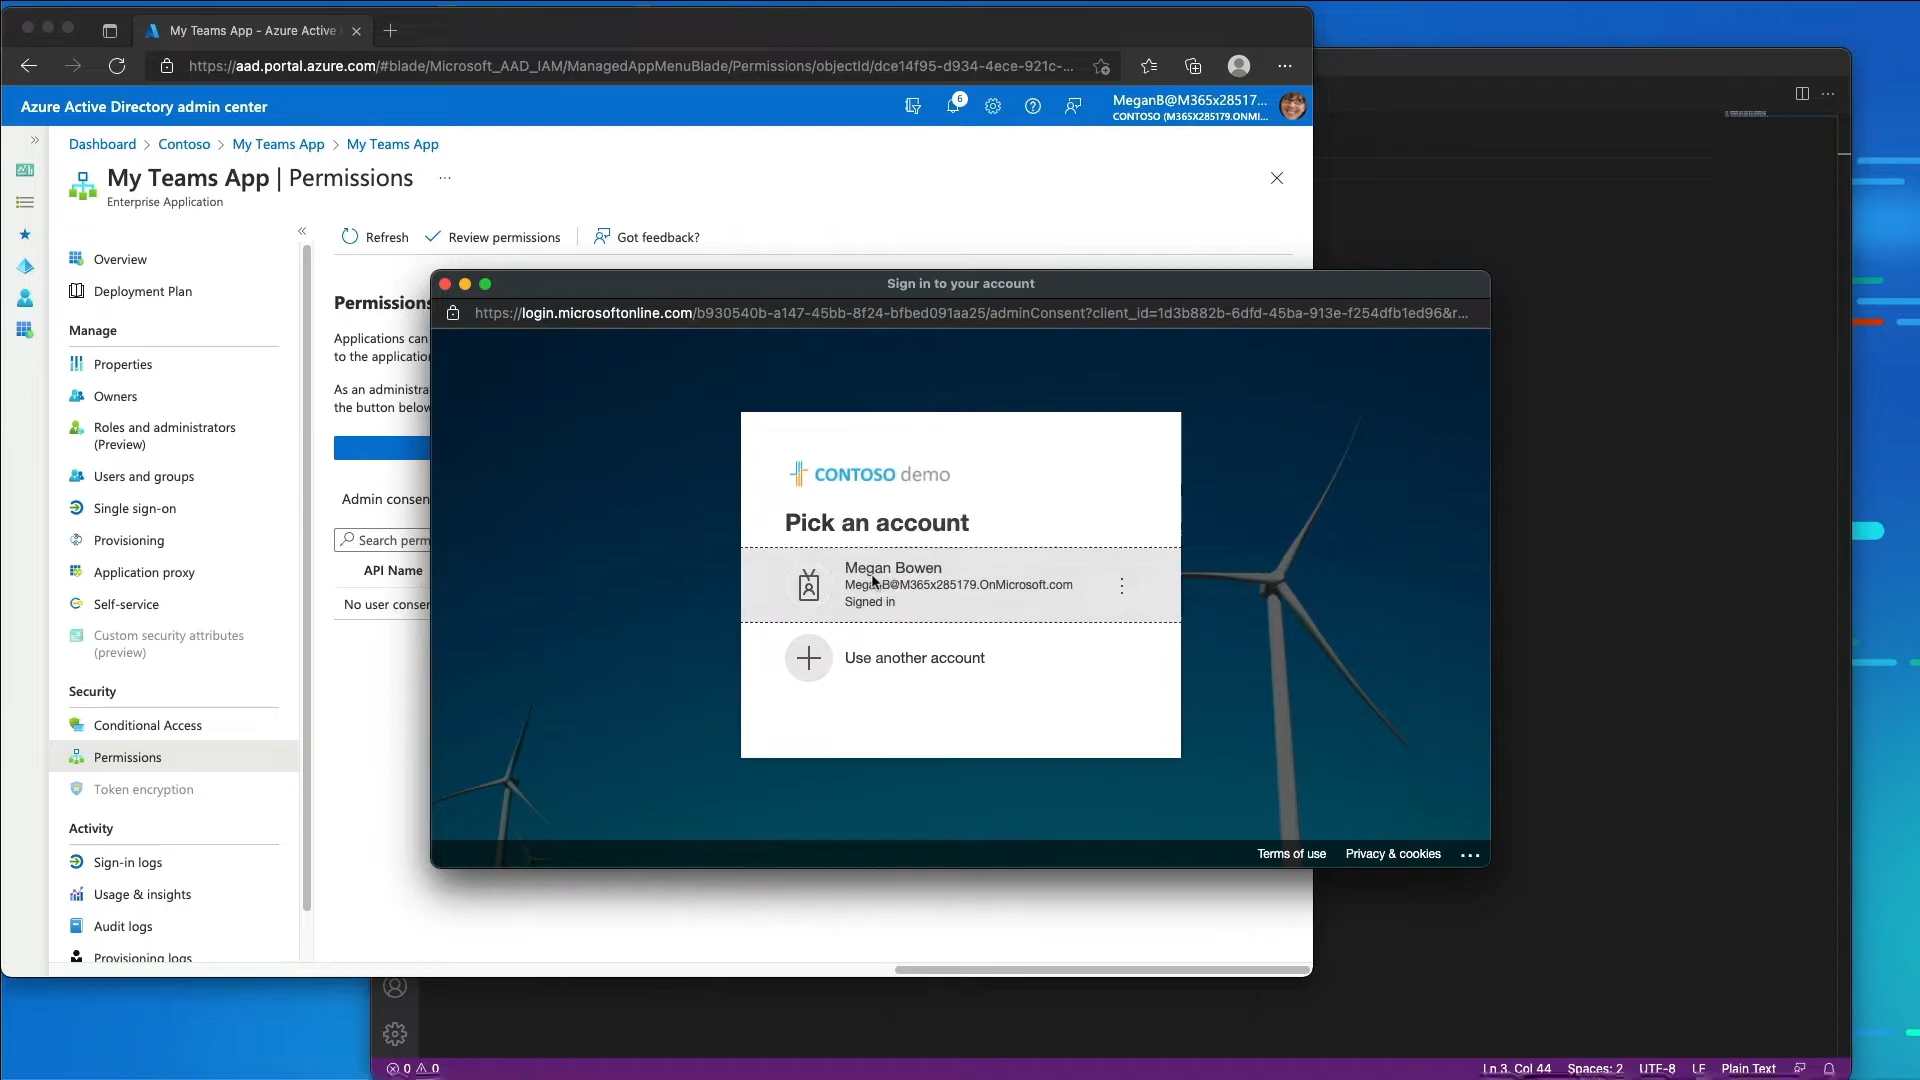 My Teams App - Azure Active
https://aad.portal.azure.com/#blade/Microsoft_AAD_IAM/ManagedAppMenuBlade/Permissions/objectId/dce14f95-d934-4ece-921c-...
Azure Active Directory admin center
6
MeganB@M365x28517...
CONTOSO (M365X285179.ONMI...
Dashboard > Contoso > My Teams App > My Teams App
My Teams App | Permissions ...
Enterprise Application
Refresh
Review permissions
Got feedback?
Overview
Deployment Plan
Manage
Properties
Owners
Roles and administrators
(Preview)
Users and groups
Single sign-on
Provisioning
Application proxy
Self-service
Custom security attributes
(preview)
Security
Conditional Access
Permissions
Token encryption
Activity
Sign-in logs
Usage & insights
Audit logs
Provisioning logs
Permissions
Applications can
to the applicatio
As an administra
the button below
Admin consen
Search perm
API Name
No user conser
Sign in to your account
https://login.microsoftonline.com/b930540b-a147-45bb-8f24-bfbed091aa25/adminConsent?client_id=1d3b882b-6dfd-45ba-913e-f254dfb1ed96&r...
CONTOSO demo
Pick an account
Megan Bowen
MeganB@M365x285179.OnMicrosoft.com
Signed in
Use another account
Terms of use
Privacy & cookies
...
0 0
Ln 3, Col 44
Spaces: 2
UTF-8
LF
Plain Text